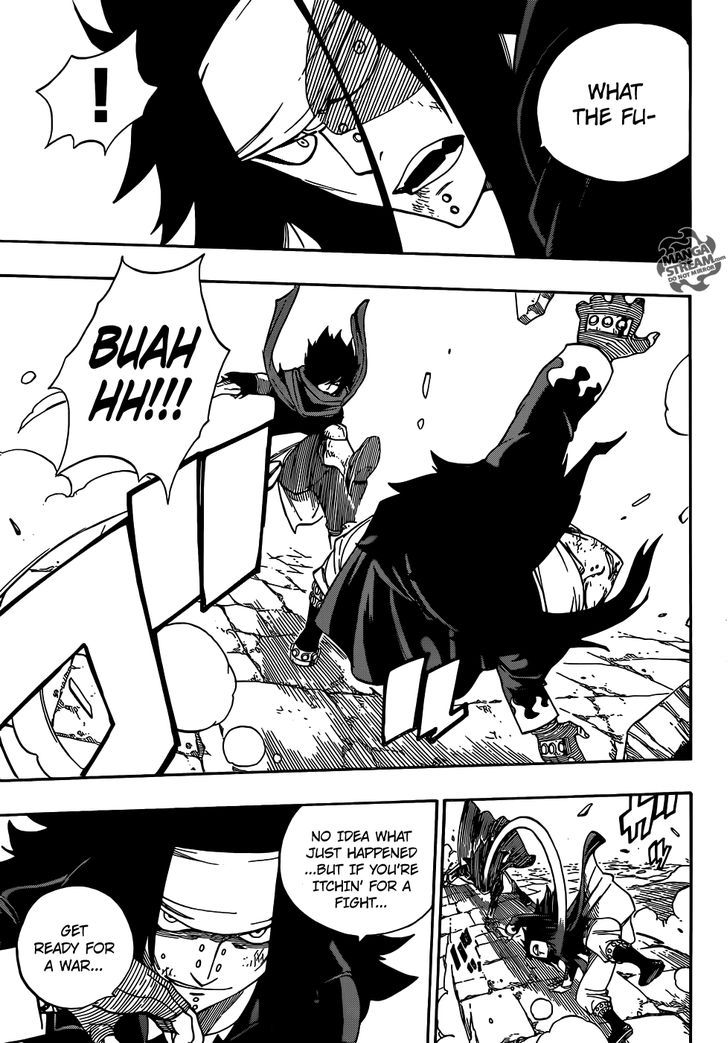 WHAT
THE FU-
!
MANGA
STREAM.com
DO NOT MIRROR
BUAH
HH!!!
NO IDEA WHAT
JUST HAPPENED
...BUT IF YOU'RE
ITCHIN' FOR A
FIGHT...
GET
READY FOR
A WAR...